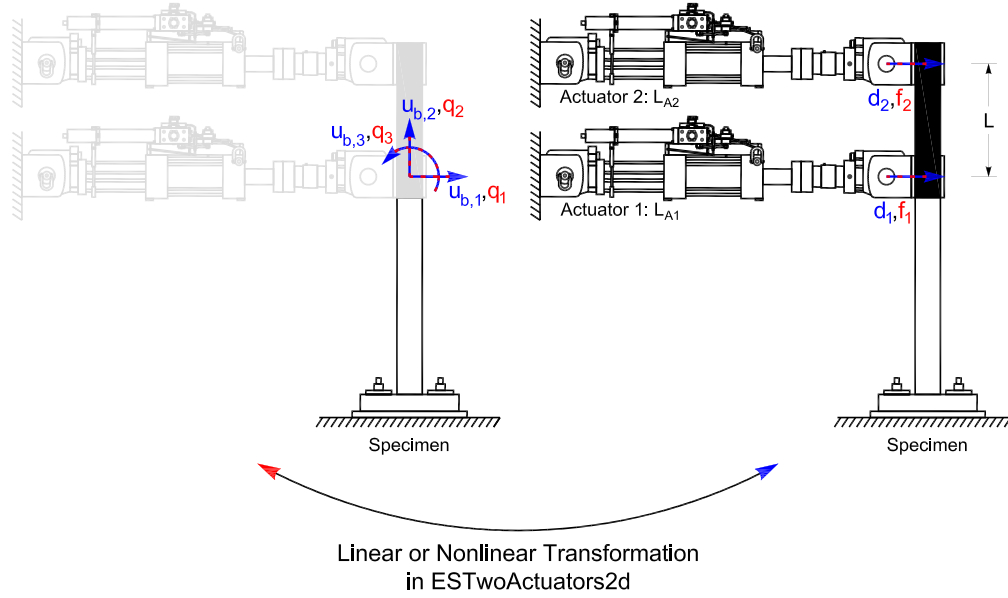 u_b,2,q_2
u_b,3,q_3
u_b,1,q_1
Specimen
Actuator 2: L_A2
d_2,f_2
L
Actuator 1: L_A1
d_1,f_1
Specimen
Linear or Nonlinear Transformation
in ESTwoActuators2d